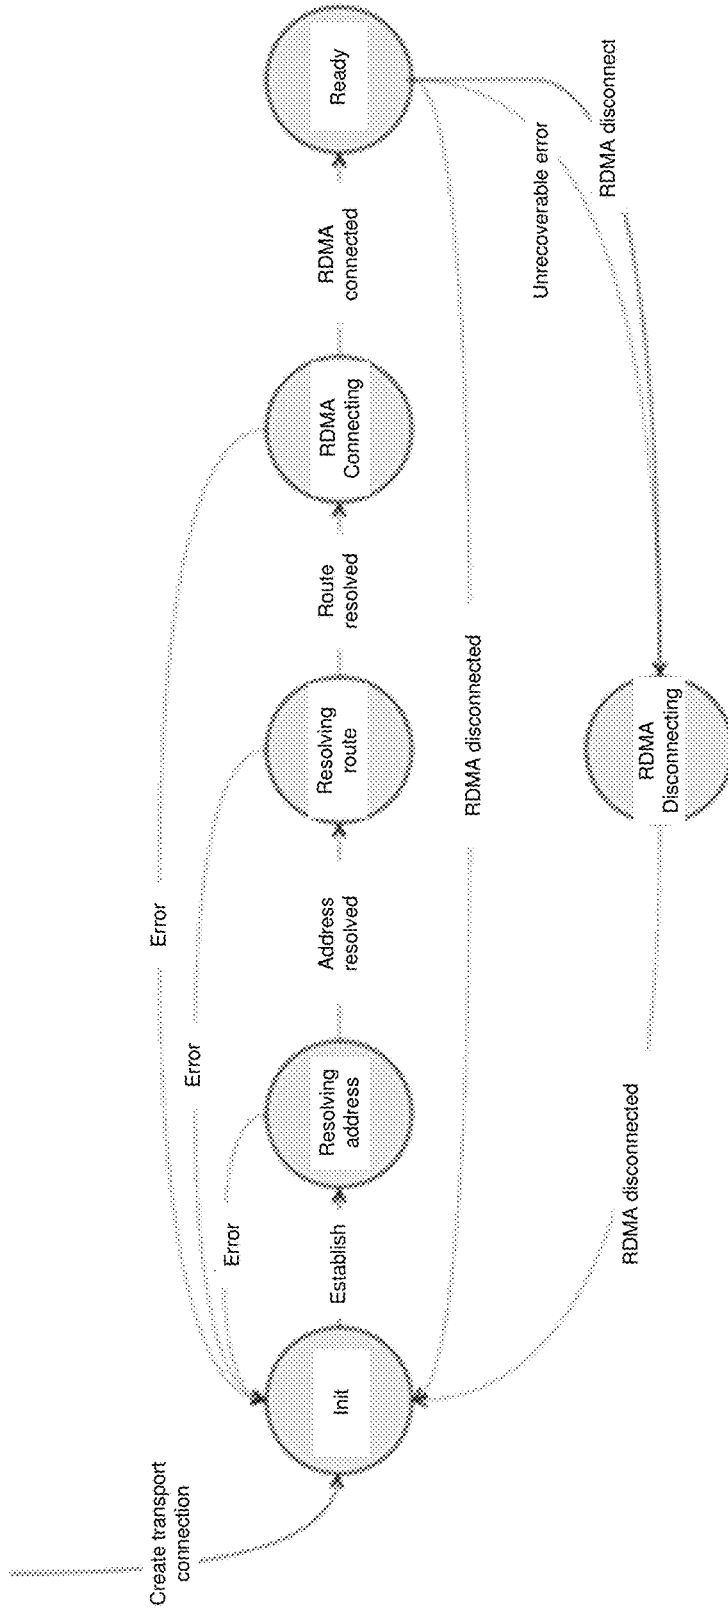 Create transport
connection
Init
Establish
Error
Resolving
address
Error
Address
resolved
Error
Resolving
route
Route
resolved
RDMA
Connecting
RDMA
connected
Ready
RDMA disconnected
Unrecoverable error
RDMA disconnect
RDMA
Disconnecting
RDMA disconnected